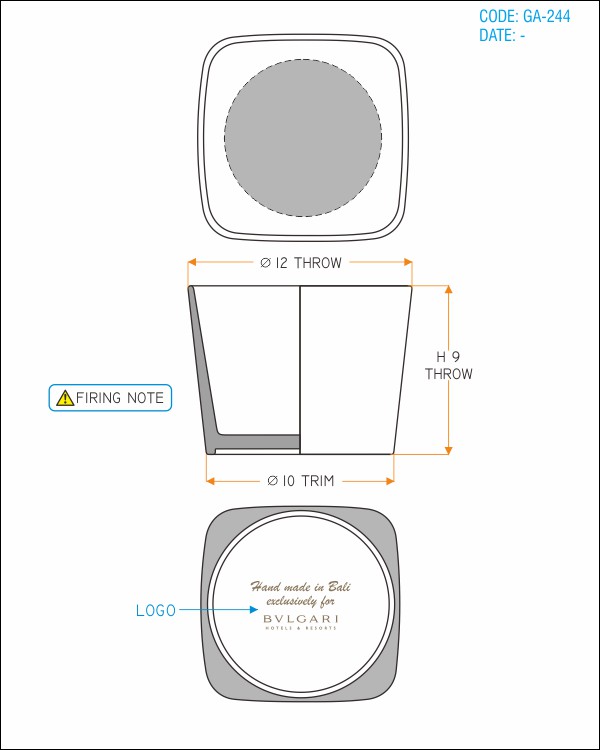 CODE: GA-244
DATE: -
Ø 12 THROW
H 9
THROW
FIRING NOTE
Ø 10 TRIM
Hand made in Bali
exclusively for
LOGO
BVLGARI
HOTELS & RESORTS